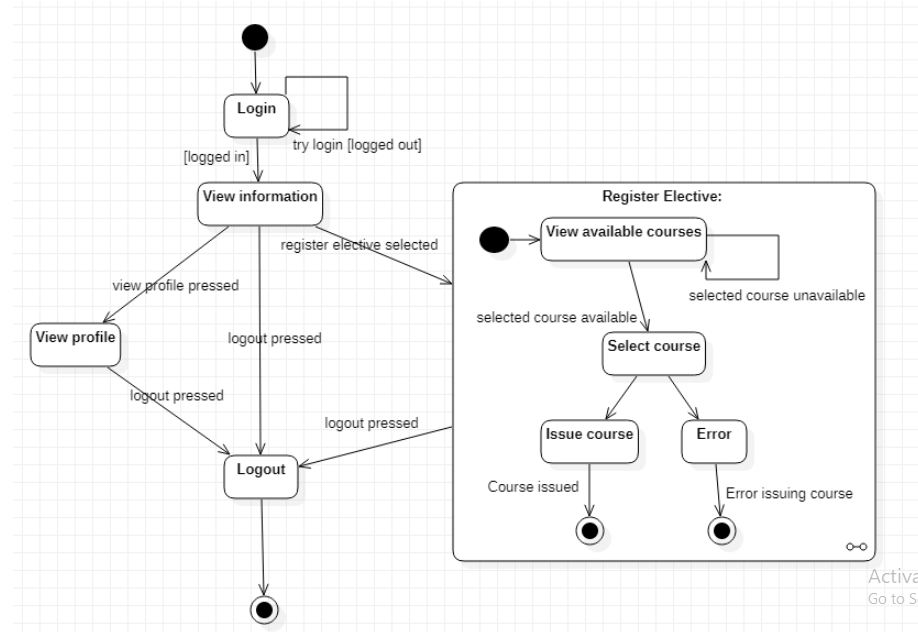 Login
try login [logged out]
[logged in]
View information
Register Elective:
View available courses
register elective selected
selected course unavailable
view profile pressed
selected course available
View profile
logout pressed
Select course
logout pressed
logout pressed
Issue course
Error
Logout
Course issued
Error issuing course
Activa
Go to S